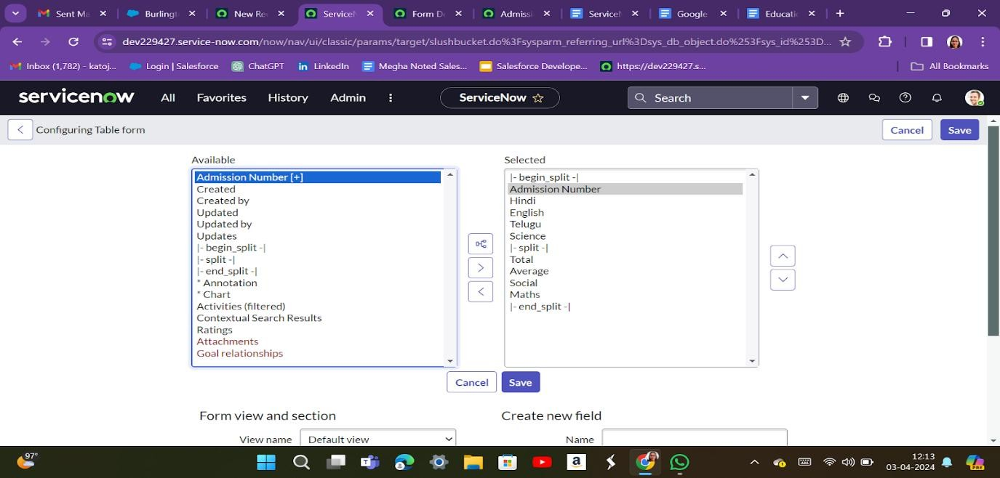 Sent Ma
Burlingt
New Re
Service
Form D
Admissi
Service
Google
Educati
dev229427.service-now.com/now/nav/ui/classic/params/target/slushbucket.do%3Fsysparm_referring_url%3Dsys_db_object.do%253Fsys_id%253D...
Inbox (1,782) - katoj...
Login | Salesforce
ChatGPT
LinkedIn
Megha Noted Sales...
Salesforce Develope...
https://dev229427.s...
All Bookmarks
servicenow
All
Favorites
History
Admin
ServiceNow
Search
Configuring Table form
Cancel
Save
Available
Admission Number [+]
Created
Created by
Updated
Updated by
Updates
|- begin_split -|
|- split -|
|- end_split -|
* Annotation
* Chart
Activities (filtered)
Contextual Search Results
Ratings
Attachments
Goal relationships
Selected
|- begin_split -|
Admission Number
Hindi
English
Telugu
Science
|- split -|
Total
Average
Social
Maths
|- end_split -|
Cancel
Save
Form view and section
View name
Default view
Create new field
Name
97°
12:13
03-04-2024